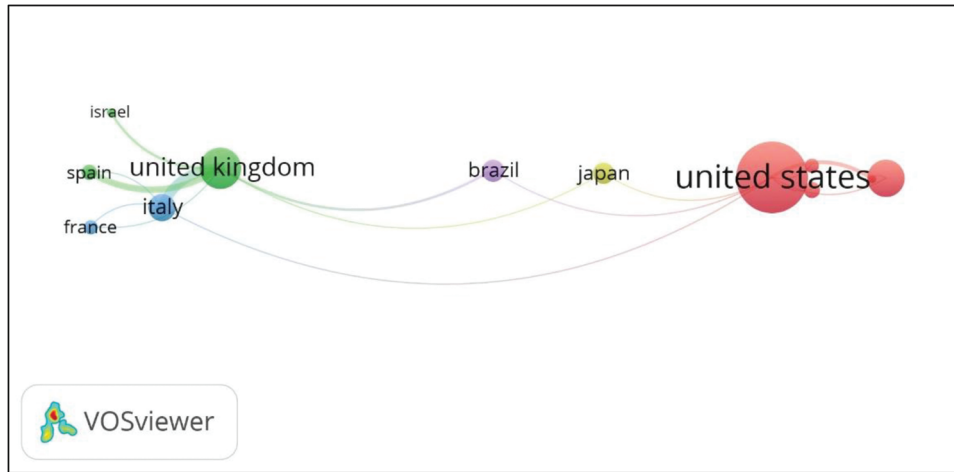 israel
spain
united kingdom
brazil
japan
united states
italy
france
VOSviewer